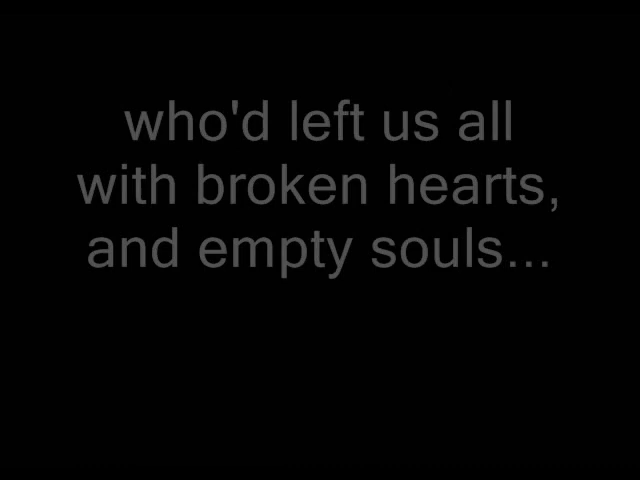 who'd left us all
with broken hearts,
and empty souls...